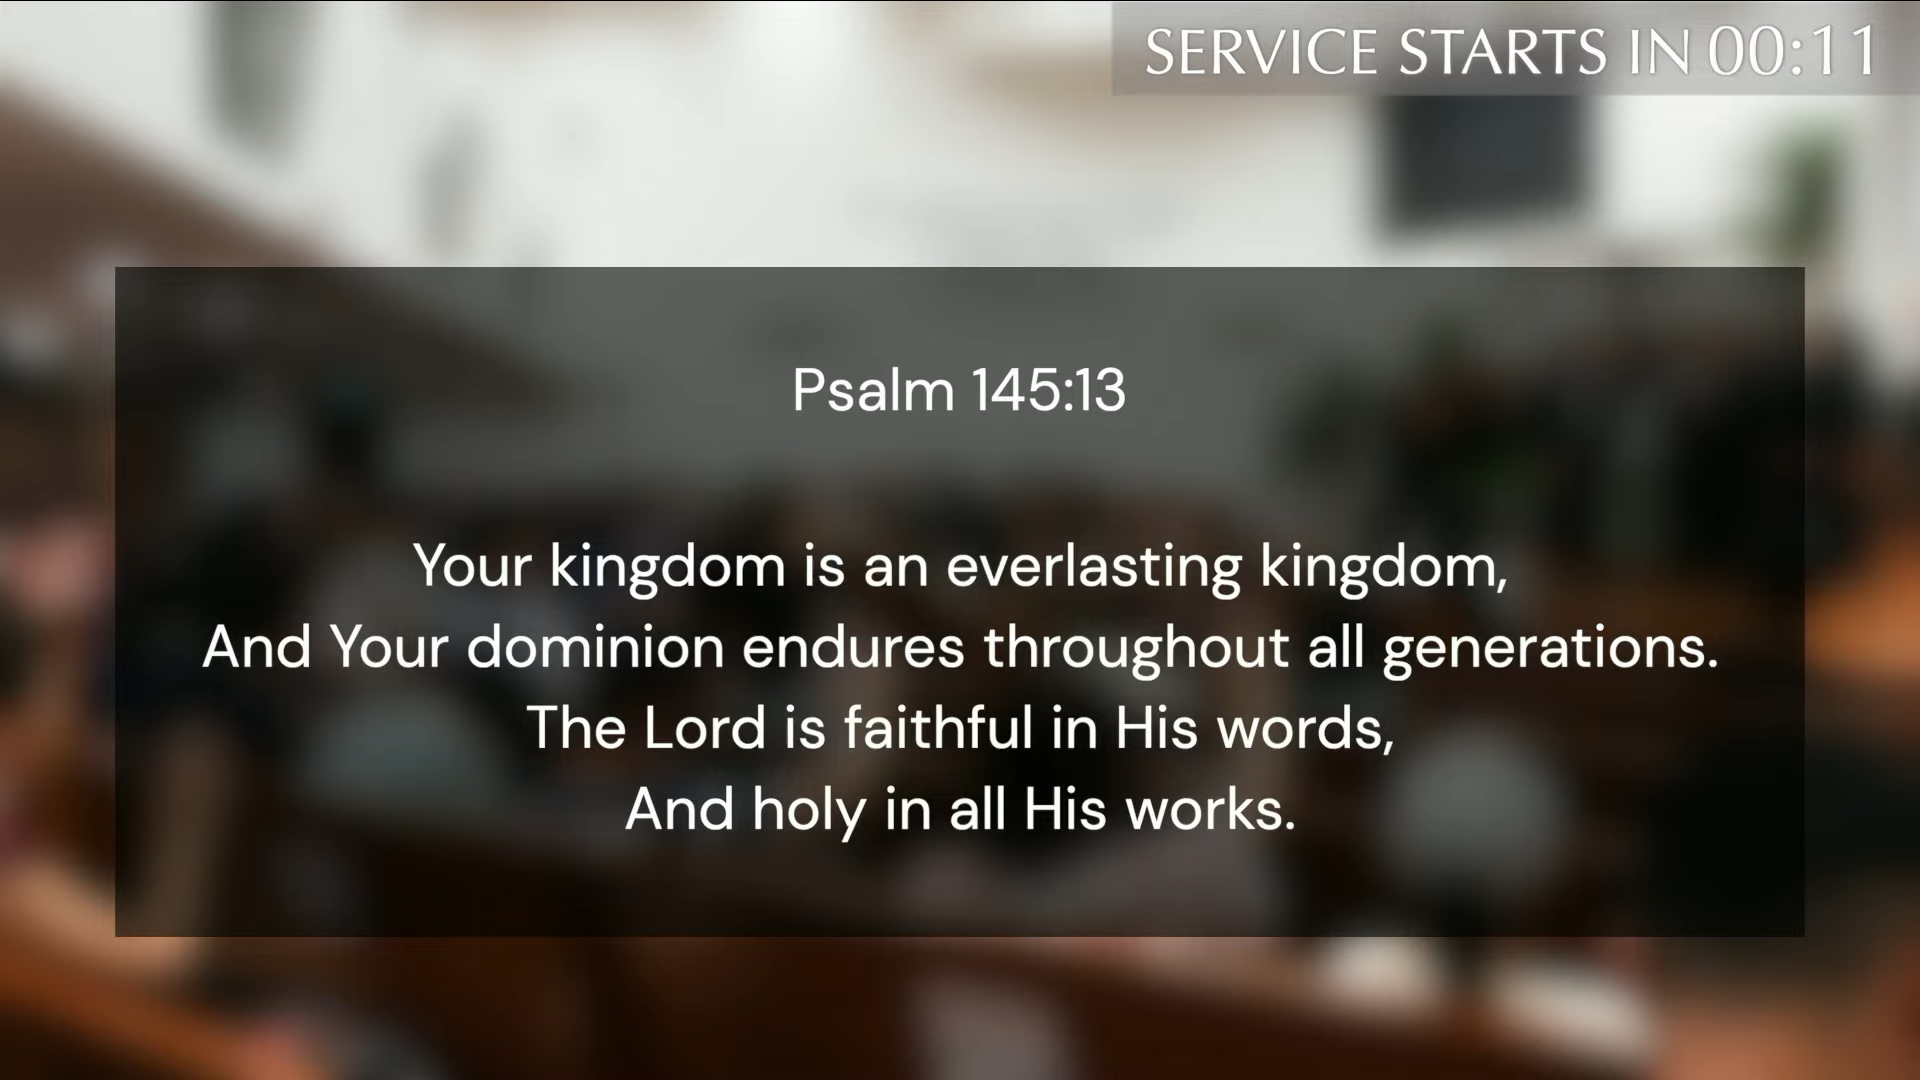 SERVICE STARTS IN 00:11
Psalm 145:13
Your kingdom is an everlasting kingdom,
And Your dominion endures throughout all generations.
The Lord is faithful in His words,
And holy in all His works.